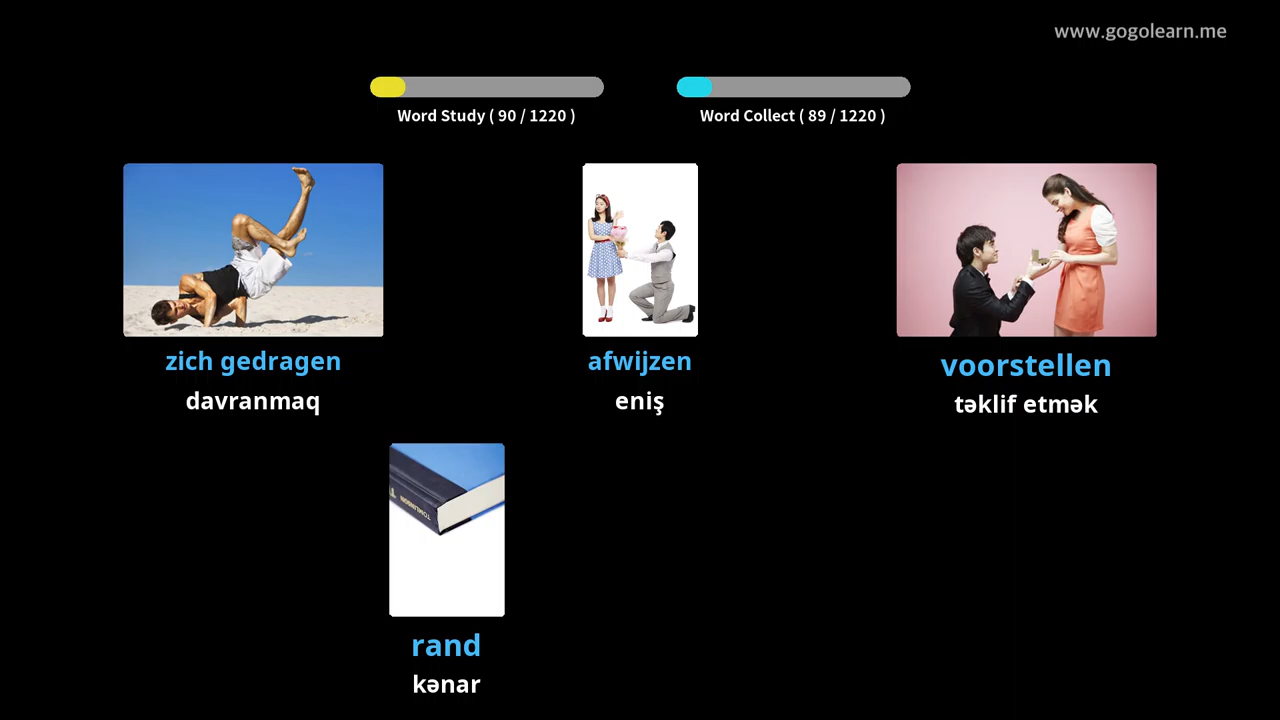 www.gogolearn.me
Word Study ( 90 / 1220 )
Word Collect ( 89 / 1220 )
zich gedragen
afwijzen
voorstellen
davranmaq
eniş
təklif etmək
TOMLINSON
rand
kənar